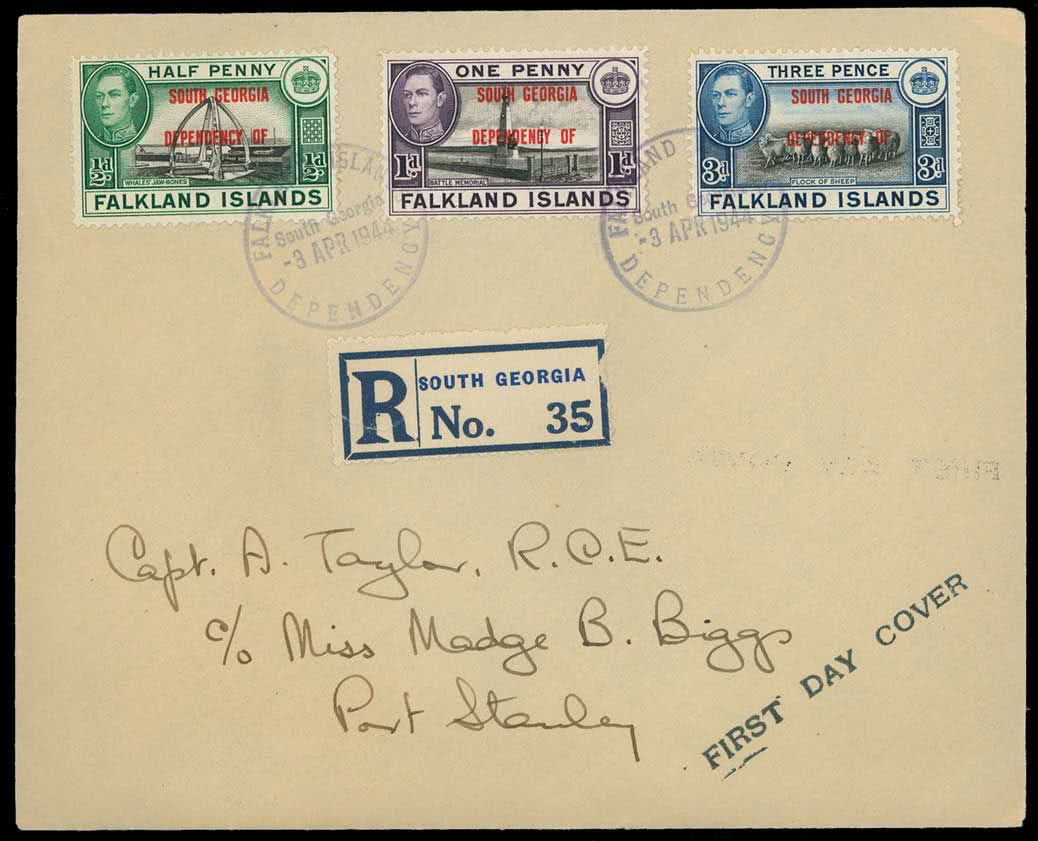 HALF PENNY
SOUTH GEORGIA
DEPENDENCY OF
½d ½d
WHALES' JAW-BONES
FALKLAND ISLANDS
ONE PENNY
SOUTH GEORGIA
DEPENDENCY OF
1d 1d
BATTLE MEMORIAL
FALKLAND ISLANDS
THREE PENCE
SOUTH GEORGIA
DEPENDENCY OF
3d 3d
FLOCK OF SHEEP
FALKLAND ISLANDS
South Georgia
-3 APR 1944
DEPENDENCY
FALKLAND
South
-3 APR 1944
DEPENDENCY
R SOUTH GEORGIA
No. 35
Capt. A. Taylor, R.C.E.
c/o Miss Madge B. Biggs
Port Stanley
FIRST DAY COVER